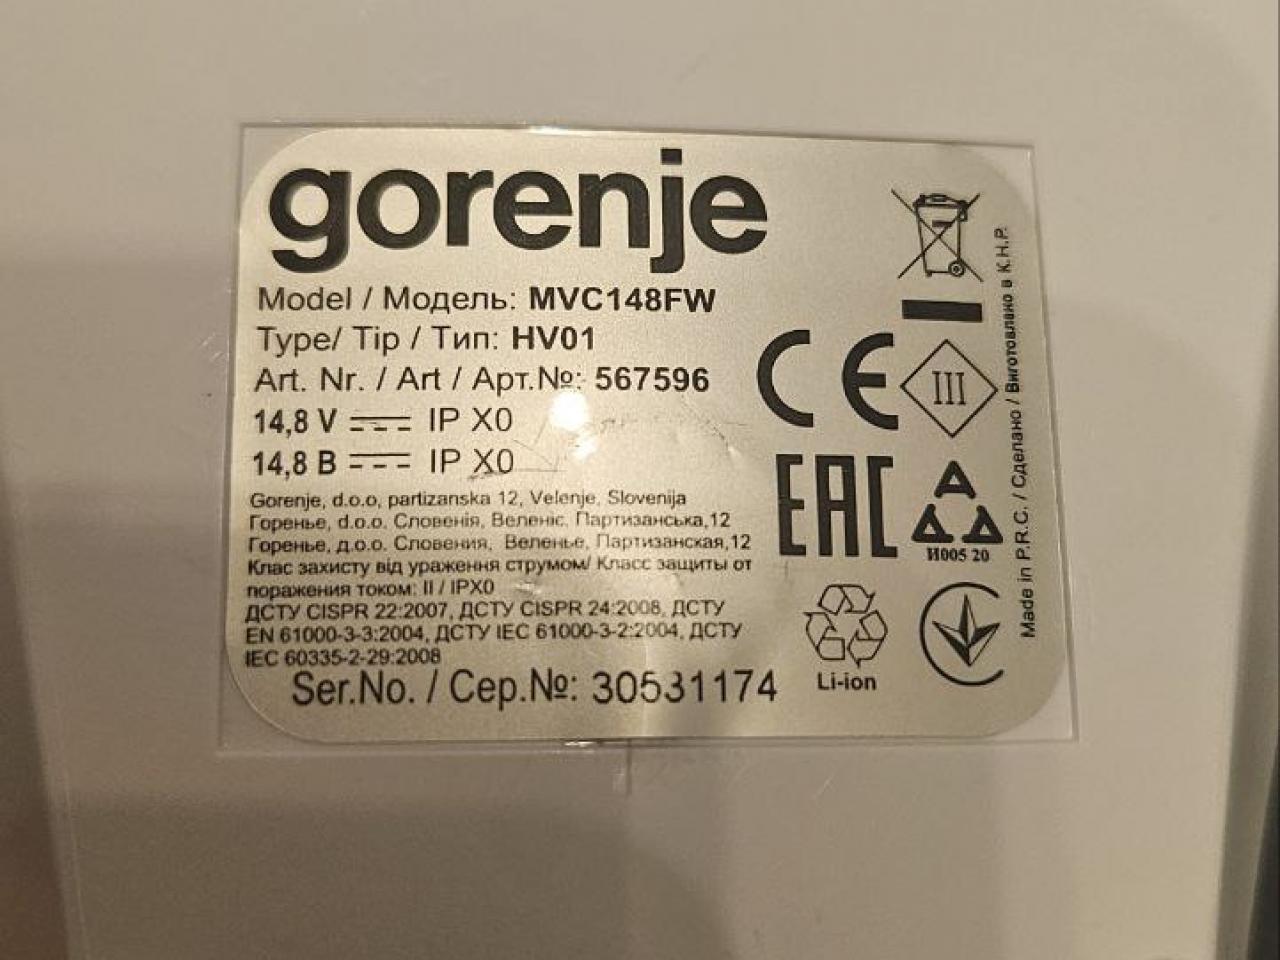 gorenje
Model / Модель: MVC148FW
Type/ Tip / Тип: HV01
Art. Nr. / Art / Арт.№: 567596
14,8 V IP X0
14,8 В IP X0
Gorenje, d.o.o, partizanska 12, Velenje, Slovenija
Горенье, d.o.o. Словенія, Веленіє, Партизанська,12
Горенье, д.о.о. Словения, Веленье, Партизанская,12
Клас захисту від ураження струмом/ Класс защиты от
поражения током: II / IPX0
ДСТУ CISPR 22:2007, ДСТУ CISPR 24:2008, ДСТУ
EN 61000-3-3:2004, ДСТУ IEC 61000-3-2:2004, ДСТУ
IEC 60335-2-29:2008
Ser.No. / Сер.№: 30531174
CE
III
EAC
A
И005 20
Li-ion
Made in P.R.C. / Сделано / Виготовлано в К.Н.Р.